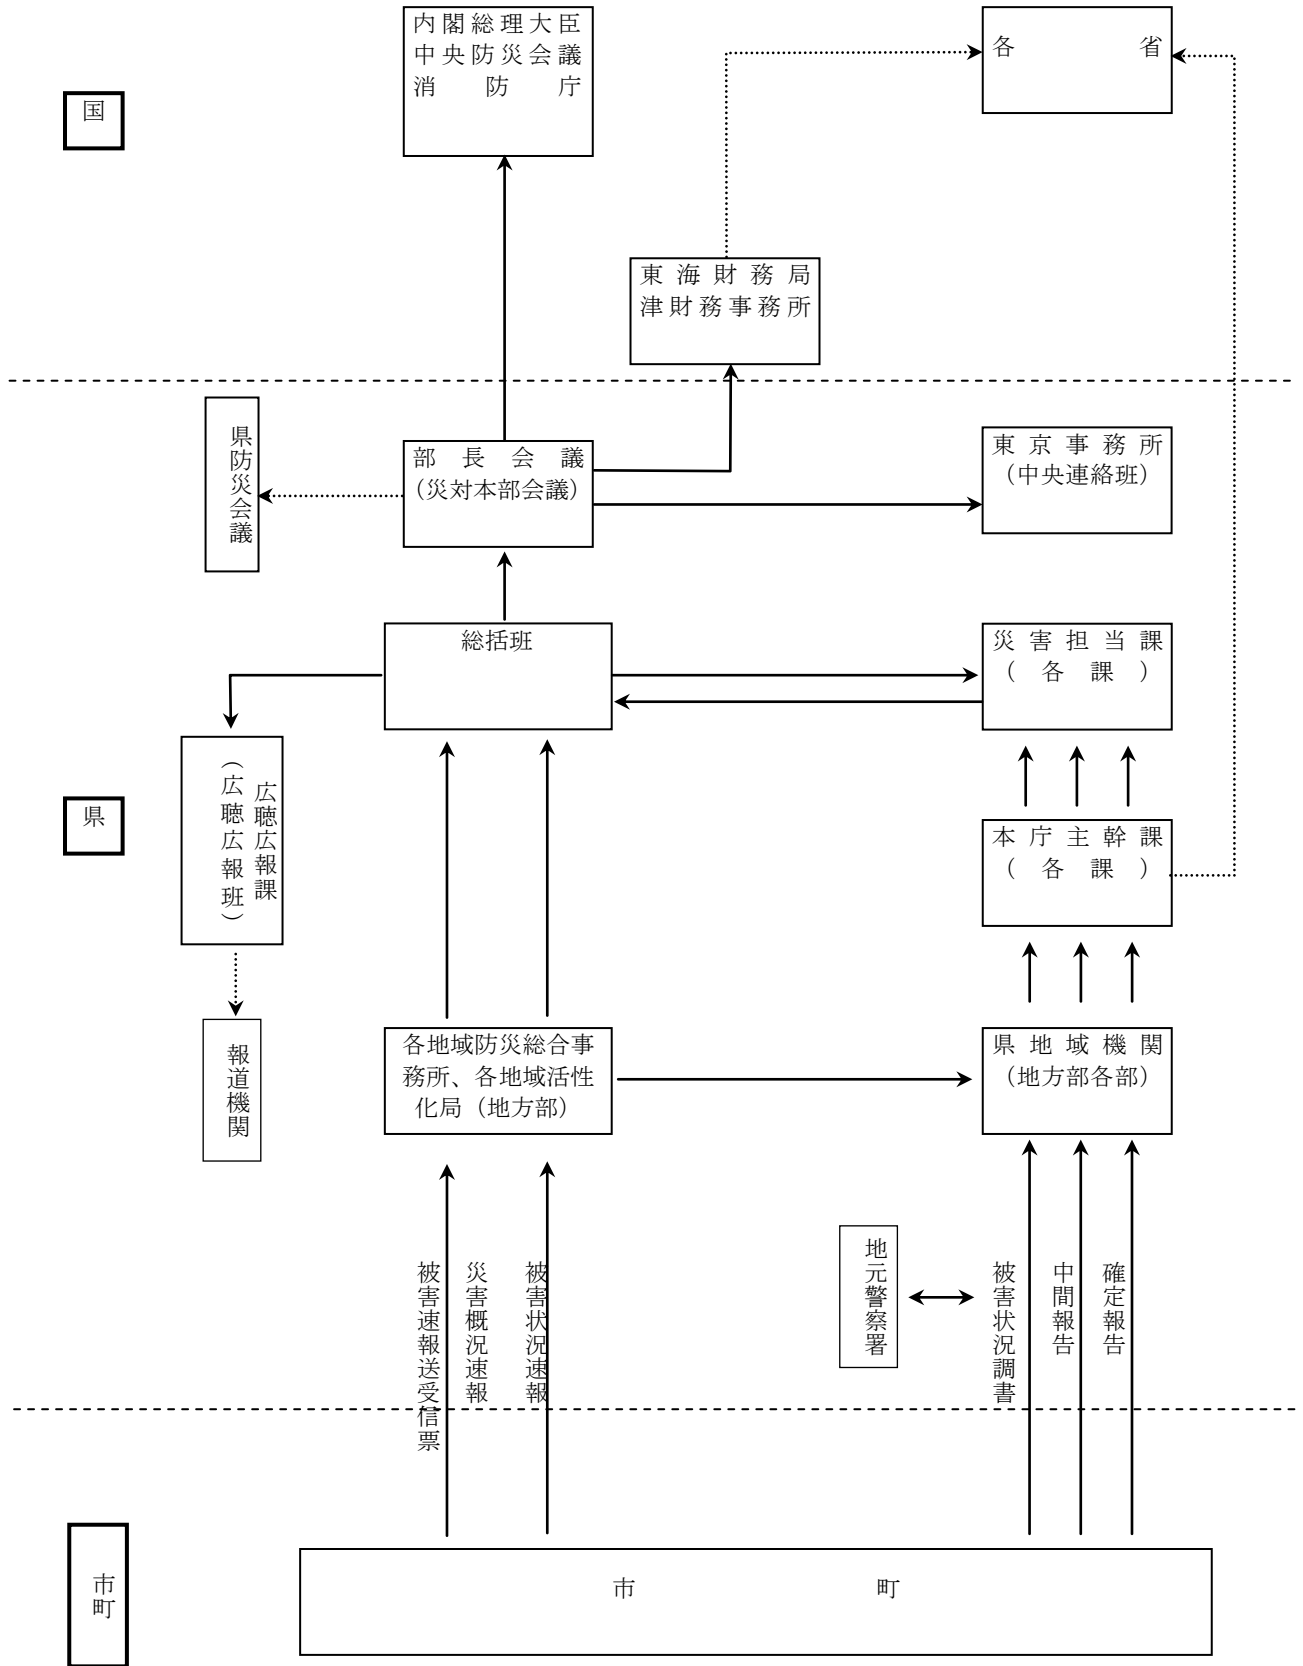 内閣総理大臣
中央防災会議
消防庁
各省
国
東海財務局
津財務事務所
県防災会議
部長会議
（災対本部会議）
東京事務所
（中央連絡班）
総括班
災害担当課
（各課）
広聴広報課
（広聴広報班）
県
本庁主幹課
（各課）
報道機関
各地域防災総合事
務所、各地域活性
化局（地方部）
県地域機関
（地方部各部）
地元警察署
被害速報送受信票
災害概況速報
被害状況速報
被害状況調書
中間報告
確定報告
市町
市町